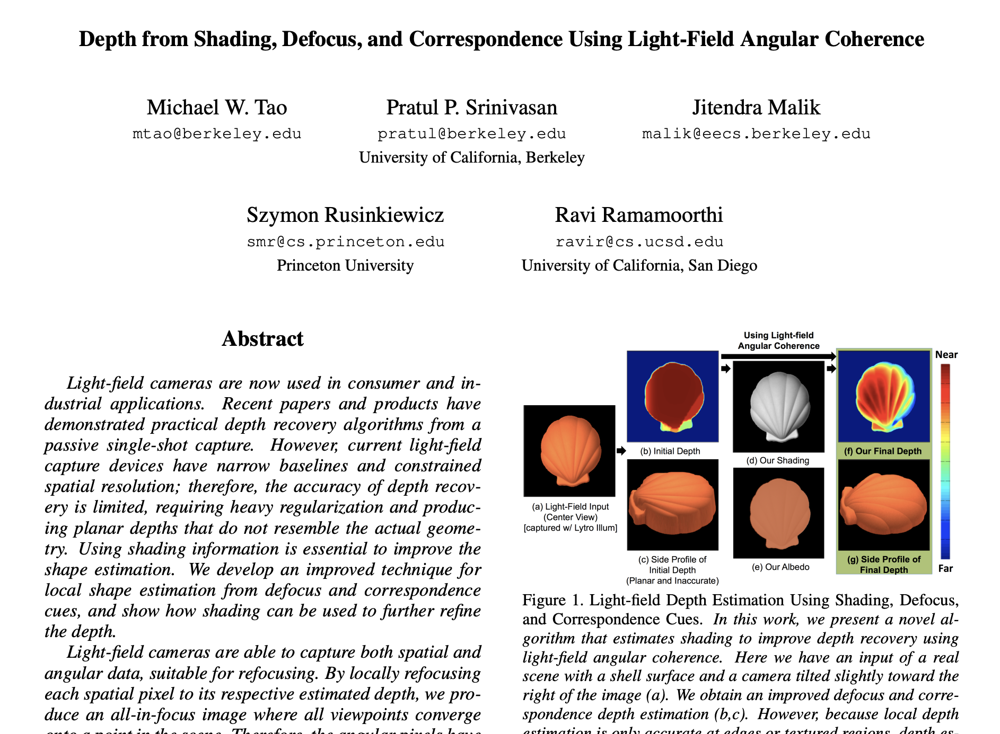 Depth from Shading, Defocus, and Correspondence Using Light-Field Angular Coherence
Michael W. Tao
mtao@berkeley.edu
Pratul P. Srinivasan
pratul@berkeley.edu
Jitendra Malik
malik@eecs.berkeley.edu
University of California, Berkeley
Szymon Rusinkiewicz
smr@cs.princeton.edu
Princeton University
Ravi Ramamoorthi
ravir@cs.ucsd.edu
University of California, San Diego
Abstract
Light-field cameras are now used in consumer and in-
dustrial applications. Recent papers and products have
demonstrated practical depth recovery algorithms from a
passive single-shot capture. However, current light-field
capture devices have narrow baselines and constrained
spatial resolution; therefore, the accuracy of depth recov-
ery is limited, requiring heavy regularization and produc-
ing planar depths that do not resemble the actual geome-
try. Using shading information is essential to improve the
shape estimation. We develop an improved technique for
local shape estimation from defocus and correspondence
cues, and show how shading can be used to further refine
the depth.
Light-field cameras are able to capture both spatial and
angular data, suitable for refocusing. By locally refocusing
each spatial pixel to its respective estimated depth, we pro-
duce an all-in-focus image where all viewpoints converge
onto a point in the scene. Therefore, the angular pixels have
Using Light-field
Angular Coherence
Near
(b) Initial Depth
(d) Our Shading
(f) Our Final Depth
(a) Light-Field Input
(Center View)
[captured w/ Lytro Illum]
(c) Side Profile of
Initial Depth
(Planar and Inaccurate)
(e) Our Albedo
(g) Side Profile of
Final Depth
Far
Figure 1. Light-field Depth Estimation Using Shading, Defocus,
and Correspondence Cues. In this work, we present a novel al-
gorithm that estimates shading to improve depth recovery using
light-field angular coherence. Here we have an input of a real
scene with a shell surface and a camera tilted slightly toward the
right of the image (a). We obtain an improved defocus and corre-
spondence depth estimation (b,c). However, because local depth
estimation is only accurate at edges or textured regions, depth es-